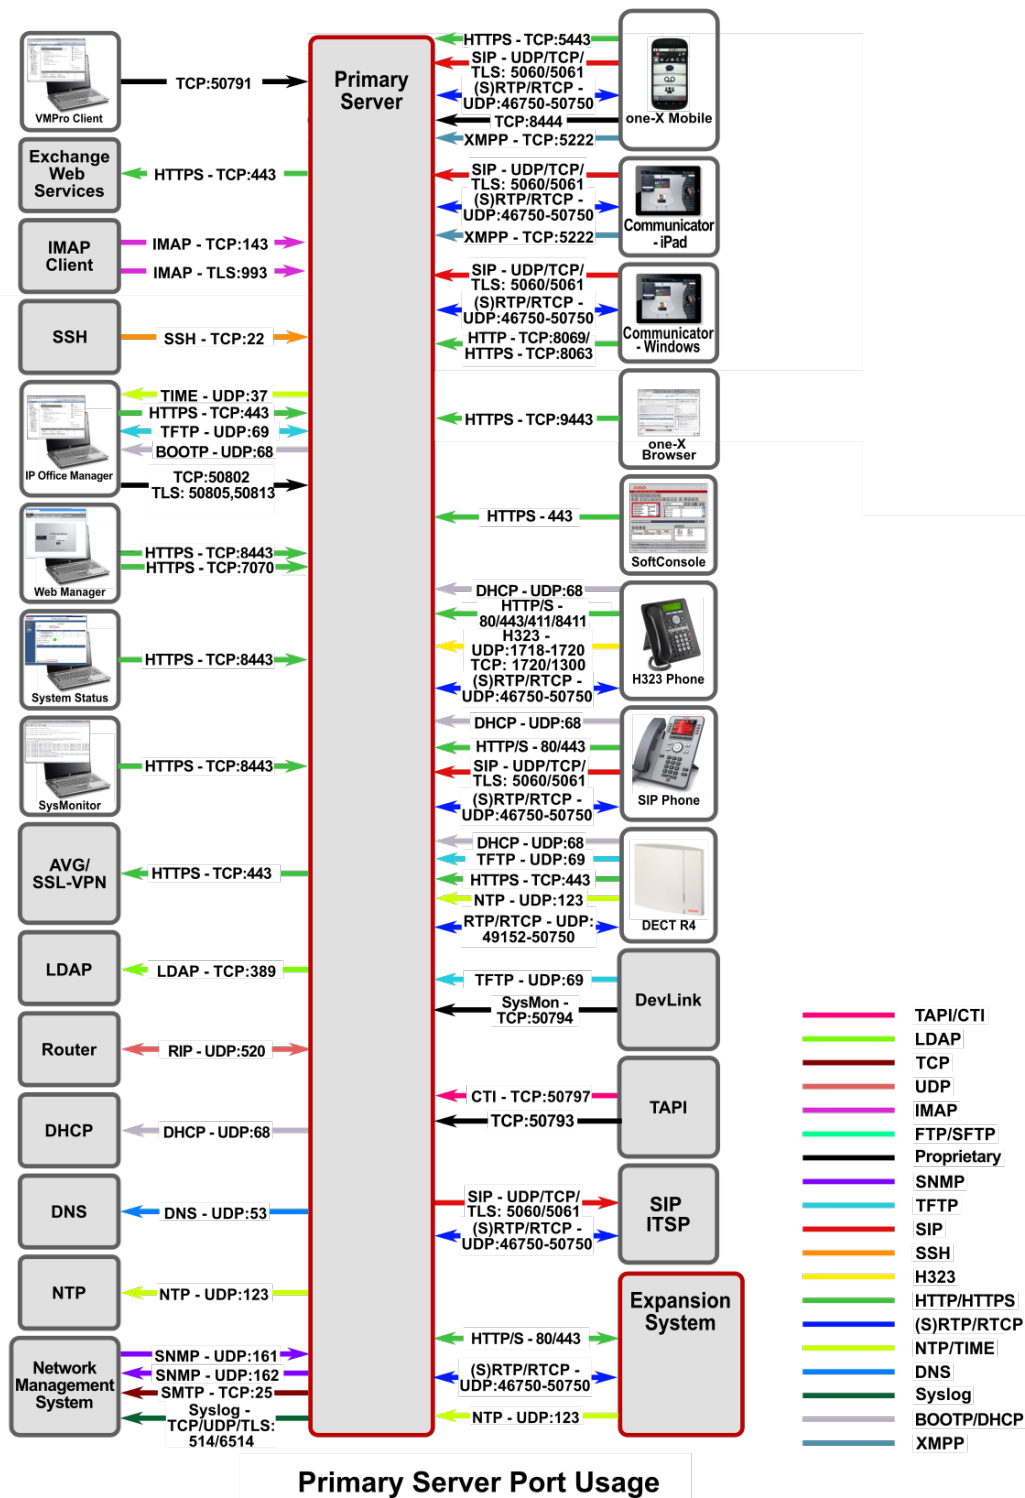 Primary
Server
VMPro Client
TCP:50791
Exchange
Web
Services
HTTPS - TCP:443
IMAP
Client
IMAP - TCP:143
IMAP - TLS:993
SSH
SSH - TCP:22
IP Office Manager
TIME - UDP:37
HTTPS - TCP:443
TFTP - UDP:69
BOOTP - UDP:68
TCP:50802
TLS: 50805,50813
Web Manager
HTTPS - TCP:8443
HTTPS - TCP:7070
System Status
HTTPS - TCP:8443
SysMonitor
HTTPS - TCP:8443
AVG/
SSL-VPN
HTTPS - TCP:443
LDAP
LDAP - TCP:389
Router
RIP - UDP:520
DHCP
DHCP - UDP:68
DNS
DNS - UDP:53
NTP
NTP - UDP:123
Network
Management
System
SNMP - UDP:161
SNMP - UDP:162
SMTP - TCP:25
Syslog -
TCP/UDP/TLS:
514/6514
HTTPS - TCP:5443
SIP - UDP/TCP/
TLS: 5060/5061
(S)RTP/RTCP -
UDP:46750-50750
TCP:8444
XMPP - TCP:5222
one-X Mobile
SIP - UDP/TCP/
TLS: 5060/5061
(S)RTP/RTCP -
UDP:46750-50750
XMPP - TCP:5222
Communicator
- iPad
SIP - UDP/TCP/
TLS: 5060/5061
(S)RTP/RTCP -
UDP:46750-50750
HTTP - TCP:8069/
HTTPS - TCP:8063
Communicator
- Windows
HTTPS - TCP:9443
one-X
Browser
HTTPS - 443
SoftConsole
DHCP - UDP:68
HTTP/S -
80/443/411/8411
H323 -
UDP:1718-1720
TCP: 1720/1300
(S)RTP/RTCP -
UDP:46750-50750
H323 Phone
DHCP - UDP:68
HTTP/S - 80/443
SIP - UDP/TCP/
TLS: 5060/5061
(S)RTP/RTCP -
UDP:46750-50750
SIP Phone
DHCP - UDP:68
TFTP - UDP:69
HTTPS - TCP:443
NTP - UDP:123
RTP/RTCP - UDP:
49152-50750
DECT R4
TFTP - UDP:69
SysMon -
TCP:50794
DevLink
CTI - TCP:50797
TCP:50793
TAPI
SIP - UDP/TCP/
TLS: 5060/5061
(S)RTP/RTCP -
UDP:46750-50750
SIP
ITSP
Expansion
System
HTTP/S - 80/443
(S)RTP/RTCP -
UDP:46750-50750
NTP - UDP:123
TAPI/CTI
LDAP
TCP
UDP
IMAP
FTP/SFTP
Proprietary
SNMP
TFTP
SIP
SSH
H323
HTTP/HTTPS
(S)RTP/RTCP
NTP/TIME
DNS
Syslog
BOOTP/DHCP
XMPP
Primary Server Port Usage